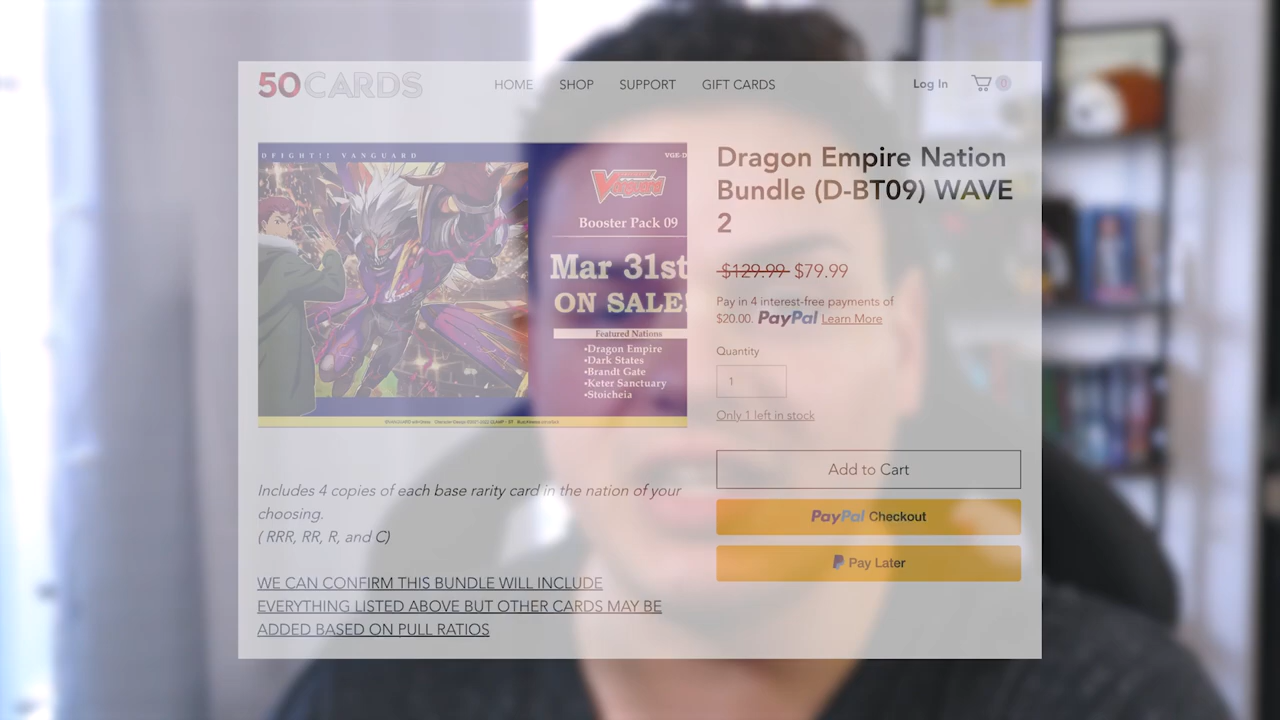 50 CARDS
HOME SHOP SUPPORT GIFT CARDS Log In 0
DFIGHT!! VANGUARD
VGE-D
VANGUARD
Booster Pack 09
Mar 31st
ON SALE!
Featured Nations
•Dragon Empire
•Dark States
•Brandt Gate
•Keter Sanctuary
•Stoicheia
Dragon Empire Nation
Bundle (D-BT09) WAVE
2
$129.99 $79.99
Pay in 4 interest-free payments of
$20.00. PayPal Learn More
Quantity
1
Only 1 left in stock
Add to Cart
PayPal Checkout
Pay Later
Includes 4 copies of each base rarity card in the nation of your
choosing.
( RRR, RR, R, and C)
WE CAN CONFIRM THIS BUNDLE WILL INCLUDE
EVERYTHING LISTED ABOVE BUT OTHER CARDS MAY BE
ADDED BASED ON PULL RATIOS